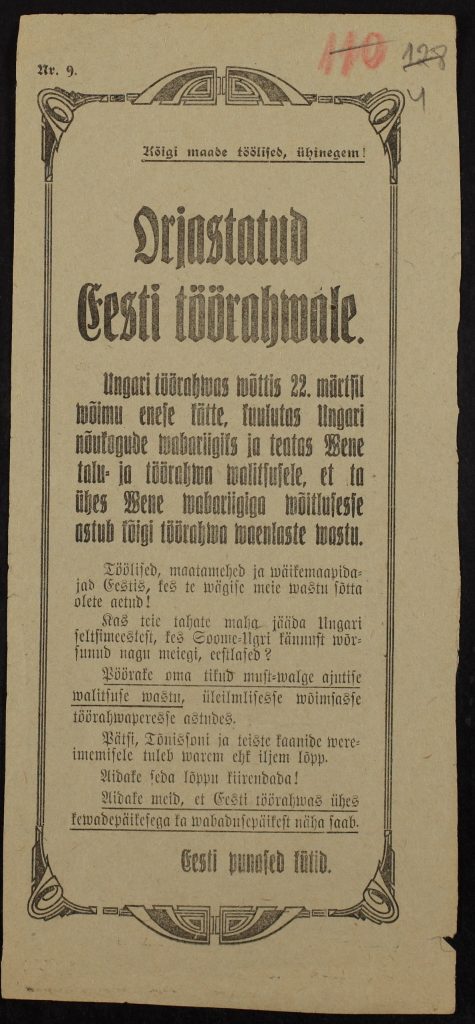 Nr. 9.
110 128
4
Kõigi maade töölised, ühinegem!
Orjastatud
Eesti töörahwale.
Ungari töörahwas wõttis 22. märtsil
wõimu enese kätte, kuulutas Ungari
nõukogude wabariigiks ja teatas Wene
talu- ja töörahwa walitsusele, et ta
ühes Wene wabariigiga wõitlusesse
astub kõigi töörahwa waenlaste wastu.
Töölised, maatamehed ja wäikemaapida-
jad Eestis, kes te wägise meie wastu sõtta
olete aetud!
Kas teie tahate maha jääda Ungari
seltsimeestest, kes Soome-Ugri kännust wõr-
sunud nagu meiegi, eestlased?
Pöörake oma tikud must-walge ajutise
walitsuse wastu, üleilmlisesse wõimsasse
töörahwaperesse astudes.
Pätsi, Tõnissoni ja teiste kaanide were-
imemisele tuleb warem ehk iljem lõpp.
Aidake seda lõppu kiirendada!
Aidake meid, et Eesti töörahwas ühes
kewadepäikesega ka wabadusepäikest näha saab.
Eesti punased kütid.